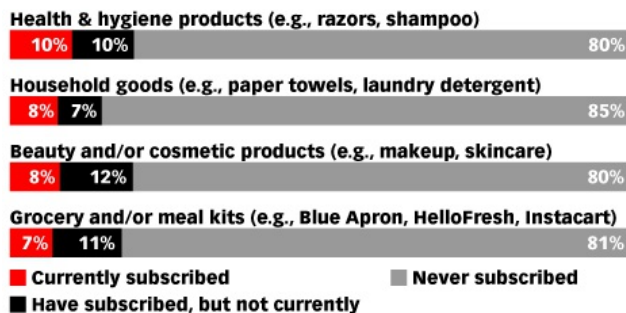 Health & hygiene products (e.g., razors, shampoo)
10% 10% 80%
Household goods (e.g., paper towels, laundry detergent)
8% 7% 85%
Beauty and/or cosmetic products (e.g., makeup, skincare)
8% 12% 80%
Grocery and/or meal kits (e.g., Blue Apron, HelloFresh, Instacart)
7% 11% 81%
Currently subscribed Never subscribed
Have subscribed, but not currently